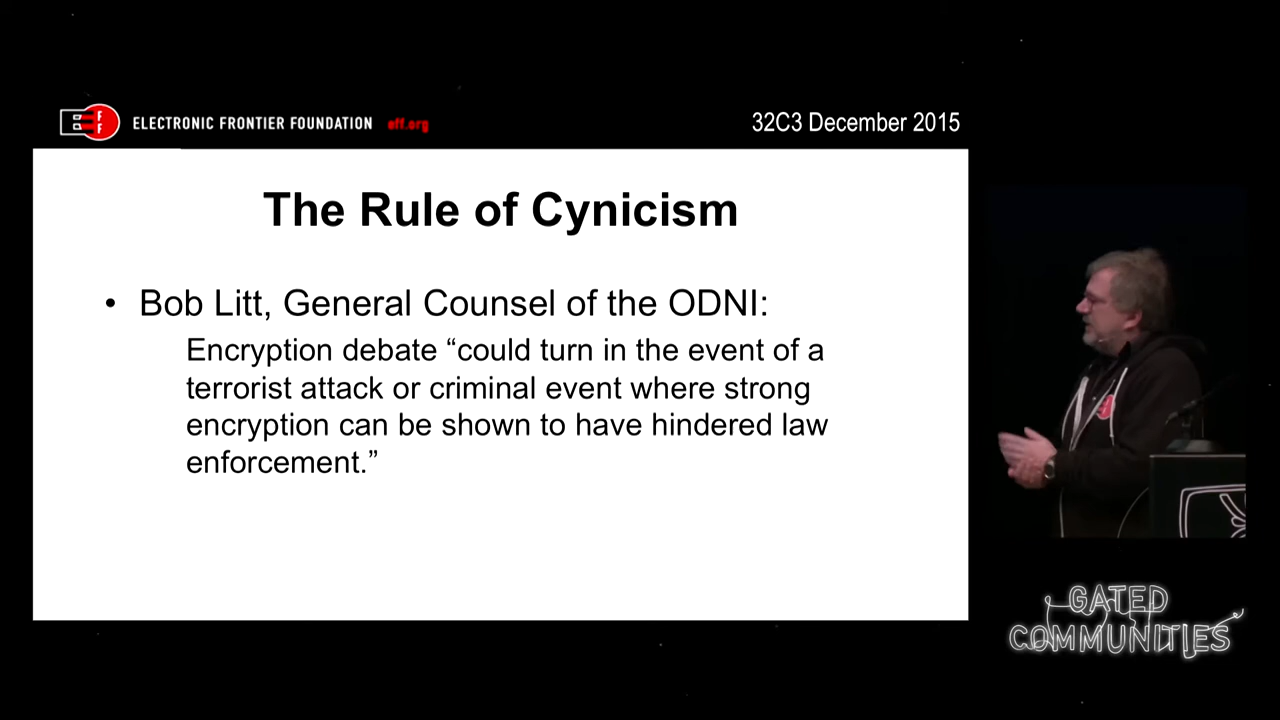 ELECTRONIC FRONTIER FOUNDATION eff.org
32C3 December 2015
The Rule of Cynicism
• Bob Litt, General Counsel of the ODNI:
Encryption debate “could turn in the event of a
terrorist attack or criminal event where strong
encryption can be shown to have hindered law
enforcement.”
GATED
COMMUNITIES